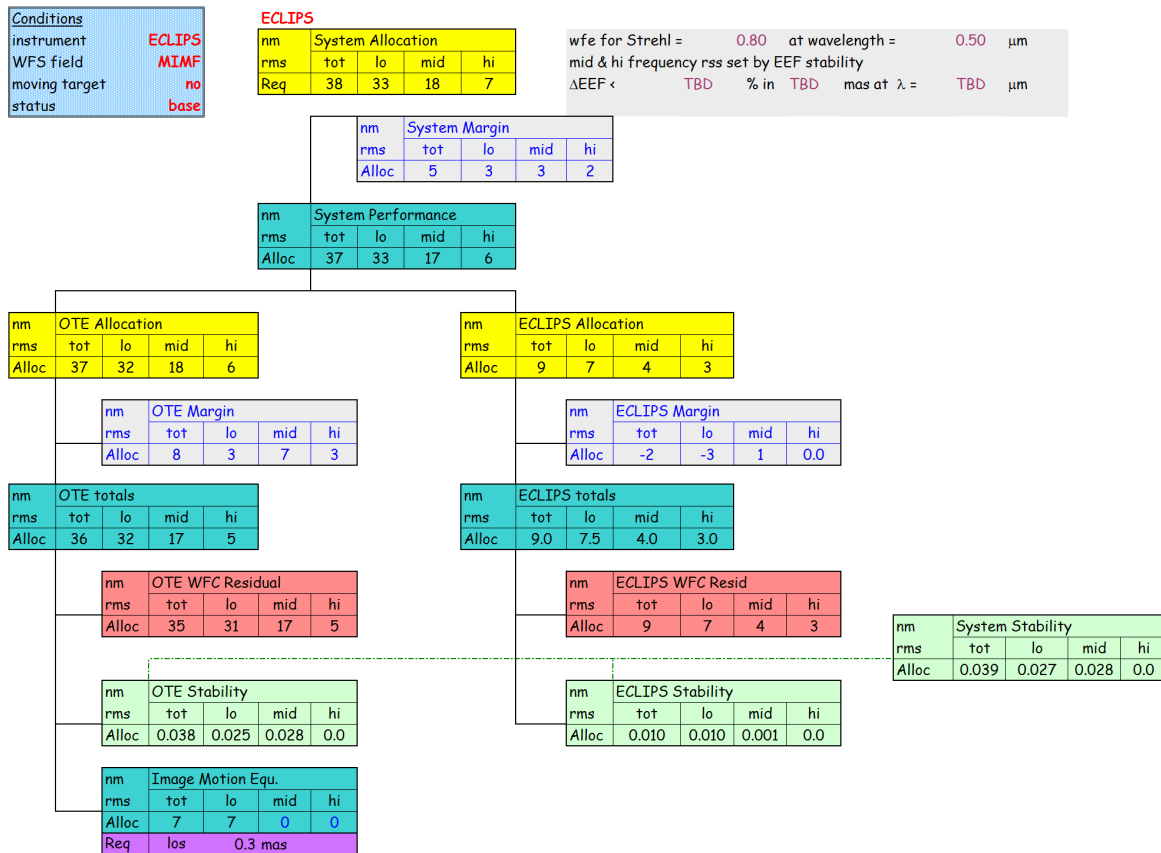 Conditions
instrument ECLIPS
WFS field MIMF
moving target no
status base
ECLIPS
nm System Allocation
rms tot lo mid hi
Req 38 33 18 7
wfe for Strehl = 0.80 at wavelength = 0.50 μm
mid & hi frequency rss set by EEF stability
ΔEEF < TBD % in TBD mas at λ = TBD μm
nm System Margin
rms tot lo mid hi
Alloc 5 3 3 2
nm System Performance
rms tot lo mid hi
Alloc 37 33 17 6
nm OTE Allocation
rms tot lo mid hi
Alloc 37 32 18 6
nm ECLIPS Allocation
rms tot lo mid hi
Alloc 9 7 4 3
nm OTE Margin
rms tot lo mid hi
Alloc 8 3 7 3
nm ECLIPS Margin
rms tot lo mid hi
Alloc -2 -3 1 0.0
nm OTE totals
rms tot lo mid hi
Alloc 36 32 17 5
nm ECLIPS totals
rms tot lo mid hi
Alloc 9.0 7.5 4.0 3.0
nm OTE WFC Residual
rms tot lo mid hi
Alloc 35 31 17 5
nm ECLIPS WFC Resid
rms tot lo mid hi
Alloc 9 7 4 3
nm System Stability
rms tot lo mid hi
Alloc 0.039 0.027 0.028 0.0
nm OTE Stability
rms tot lo mid hi
Alloc 0.038 0.025 0.028 0.0
nm ECLIPS Stability
rms tot lo mid hi
Alloc 0.010 0.010 0.001 0.0
nm Image Motion Equ.
rms tot lo mid hi
Alloc 7 7 0 0
Req los 0.3 mas